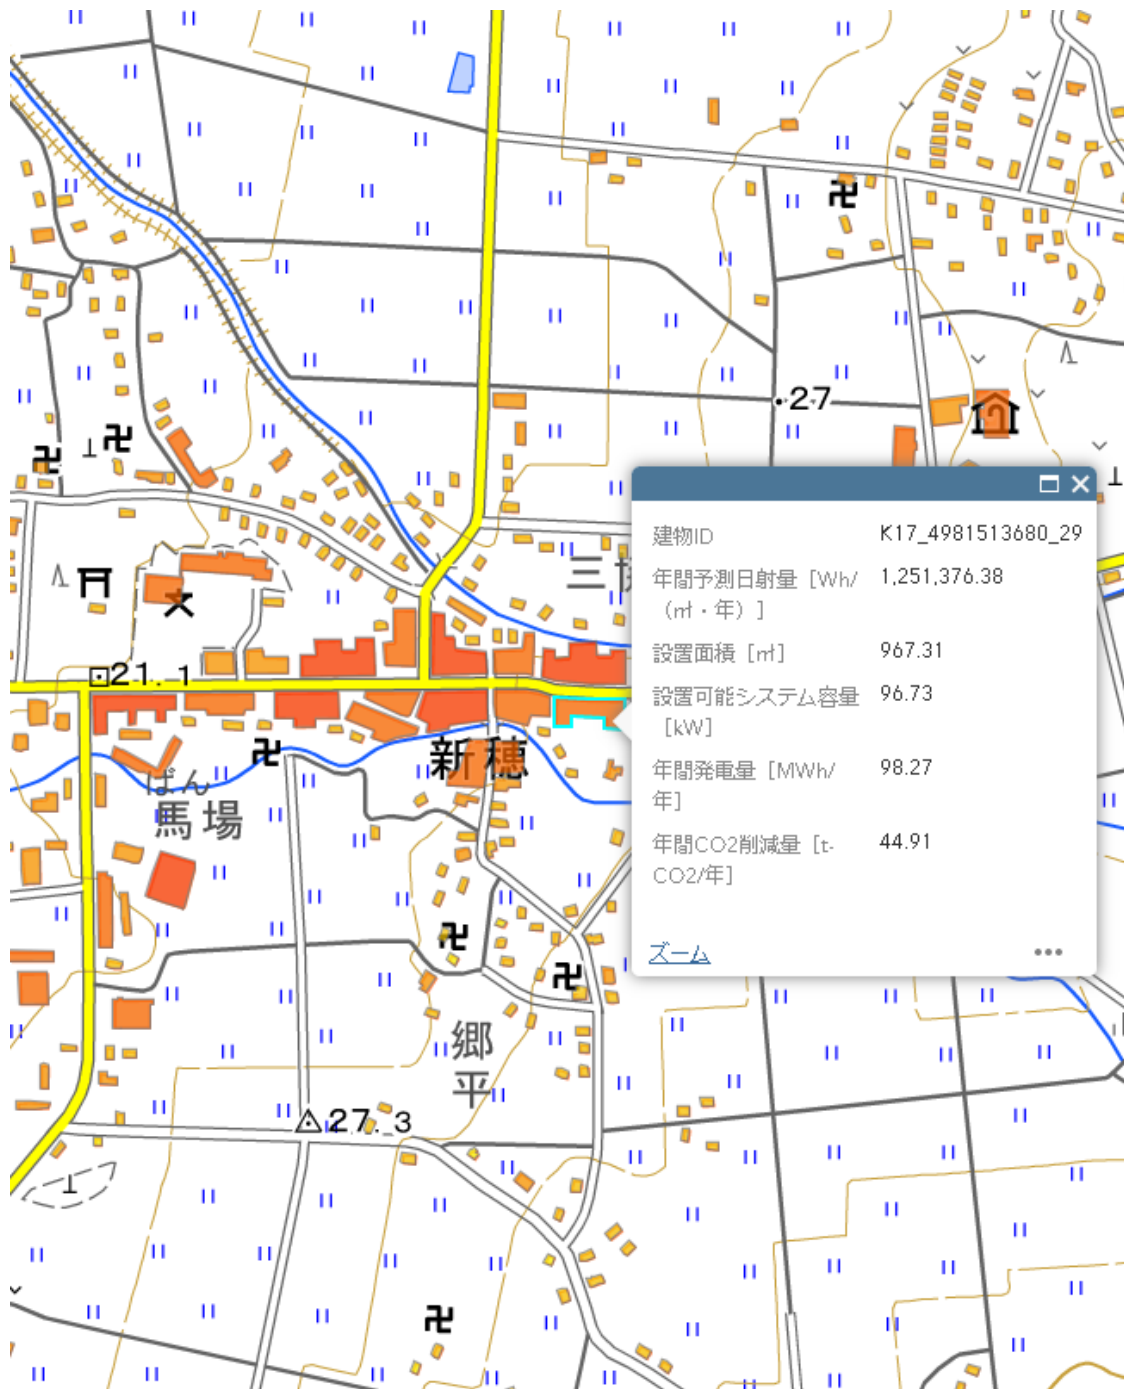 27
建物ID
K17_4981513680_29
年間予測日射量［Wh/
（㎡・年）］
1,251,376.38
設置面積［㎡］
967.31
設置可能システム容量
［kW］
96.73
年間発電量［MWh/
年］
98.27
年間CO2削減量［t-
CO2/年］
44.91
ズーム
三
21.1
新穂
ばん
馬場
郷
平
27.3